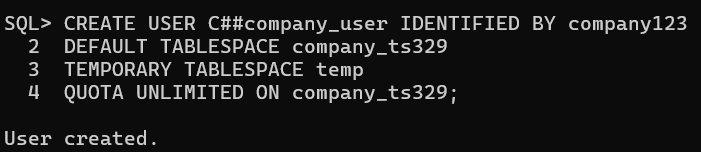 SQL> CREATE USER C##company_user IDENTIFIED BY company123
2 DEFAULT TABLESPACE company_ts329
3 TEMPORARY TABLESPACE temp
4 QUOTA UNLIMITED ON company_ts329;
User created.